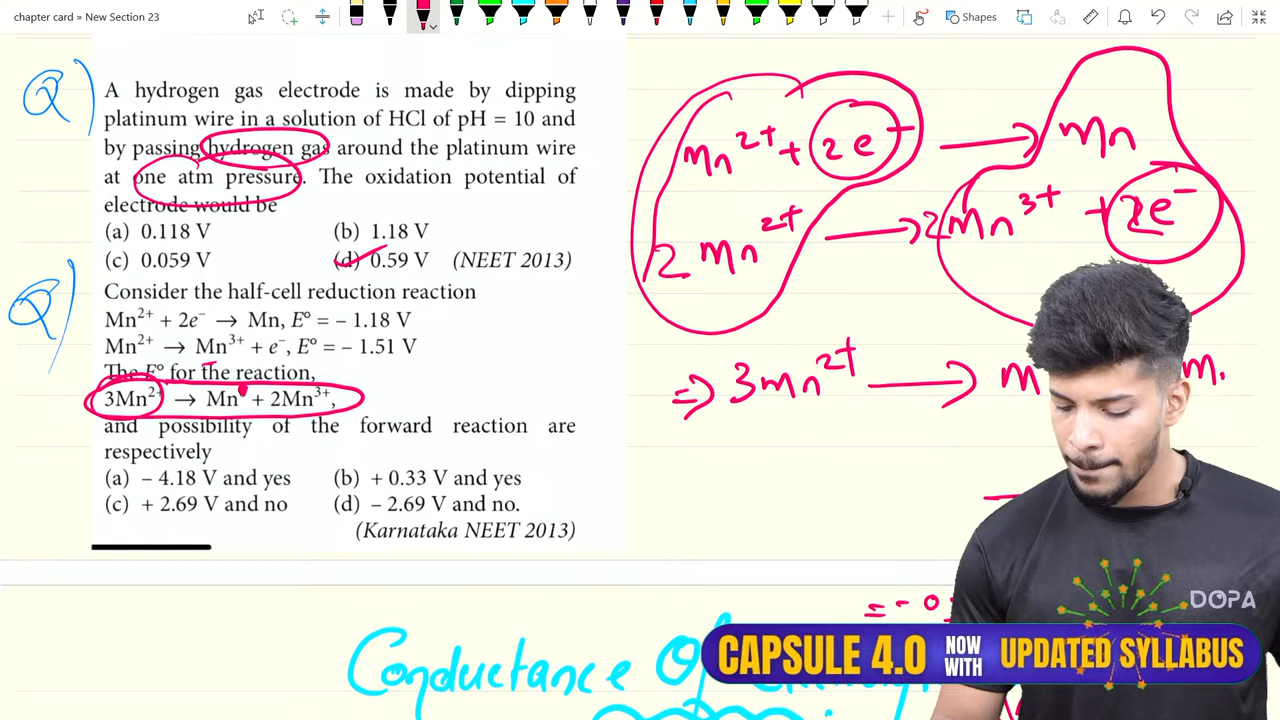 chapter card » New Section 23
Shapes
Q)
A hydrogen gas electrode is made by dipping
platinum wire in a solution of HCl of pH = 10 and
by passing hydrogen gas around the platinum wire
at one atm pressure. The oxidation potential of
electrode would be
(a) 0.118 V (b) 1.18 V
(c) 0.059 V (d) 0.59 V (NEET 2013)
Q)
Consider the half-cell reduction reaction
Mn²⁺ + 2e⁻ → Mn, E° = – 1.18 V
Mn²⁺ → Mn³⁺ + e⁻, E° = – 1.51 V
The E° for the reaction,
3Mn²⁺ → Mn + 2Mn³⁺,
and possibility of the forward reaction are
respectively
(a) – 4.18 V and yes (b) + 0.33 V and yes
(c) + 2.69 V and no (d) – 2.69 V and no.
(Karnataka NEET 2013)
Mn²⁺ + 2e⁻ → Mn
2Mn²⁺ → 2Mn³⁺ + 2e⁻
⇒ 3Mn²⁺ →
= - 0
Conductance Of
DOPA
CAPSULE 4.0 NOW WITH UPDATED SYLLABUS